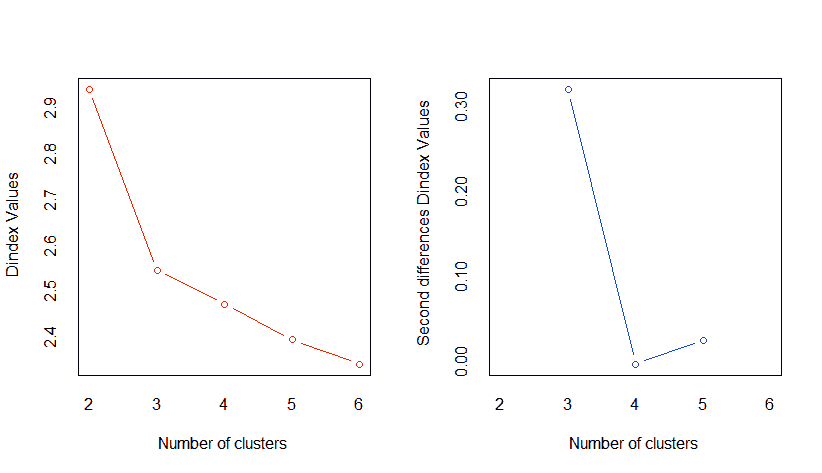 Dindex Values
2.9
2.8
2.7
2.6
2.5
2.4
2 3 4 5 6
Number of clusters
Second differences Dindex Values
0.30
0.20
0.10
0.00
2 3 4 5 6
Number of clusters